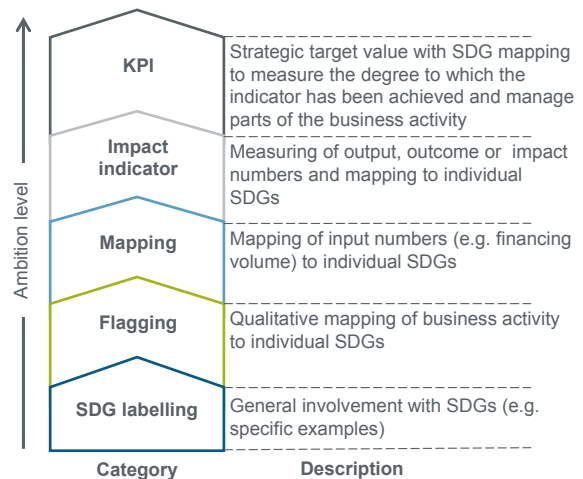 KPI
Strategic target value with SDG mapping
to measure the degree to which the
indicator has been achieved and manage
parts of the business activity
Impact
indicator
Measuring of output, outcome or impact
numbers and mapping to individual
SDGs
Mapping
Mapping of input numbers (e.g. financing
volume) to individual SDGs
Flagging
Qualitative mapping of business activity
to individual SDGs
SDG labelling
General involvement with SDGs (e.g.
specific examples)
Ambition level
Category
Description